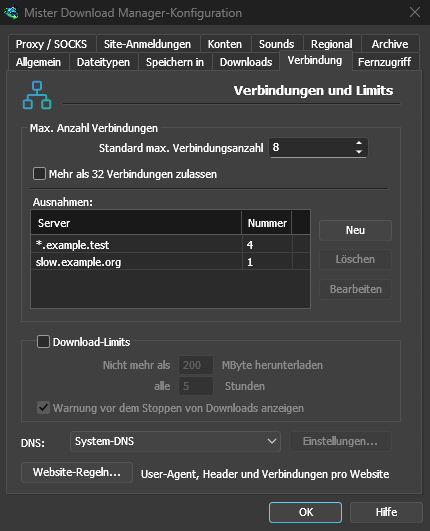 Mister Download Manager-Konfiguration
Proxy / SOCKS Site-Anmeldungen Konten Sounds Regional Archive
Allgemein Dateitypen Speichern in Downloads Verbindung Fernzugriff
Verbindungen und Limits
Max. Anzahl Verbindungen
Standard max. Verbindungsanzahl 8
Mehr als 32 Verbindungen zulassen
Ausnahmen:
Server Nummer
*.example.test 4
slow.example.org 1
Neu
Löschen
Bearbeiten
Download-Limits
Nicht mehr als 200 MByte herunterladen
alle 5 Stunden
Warnung vor dem Stoppen von Downloads anzeigen
DNS: System-DNS Einstellungen...
Website-Regeln... User-Agent, Header und Verbindungen pro Website
OK Hilfe